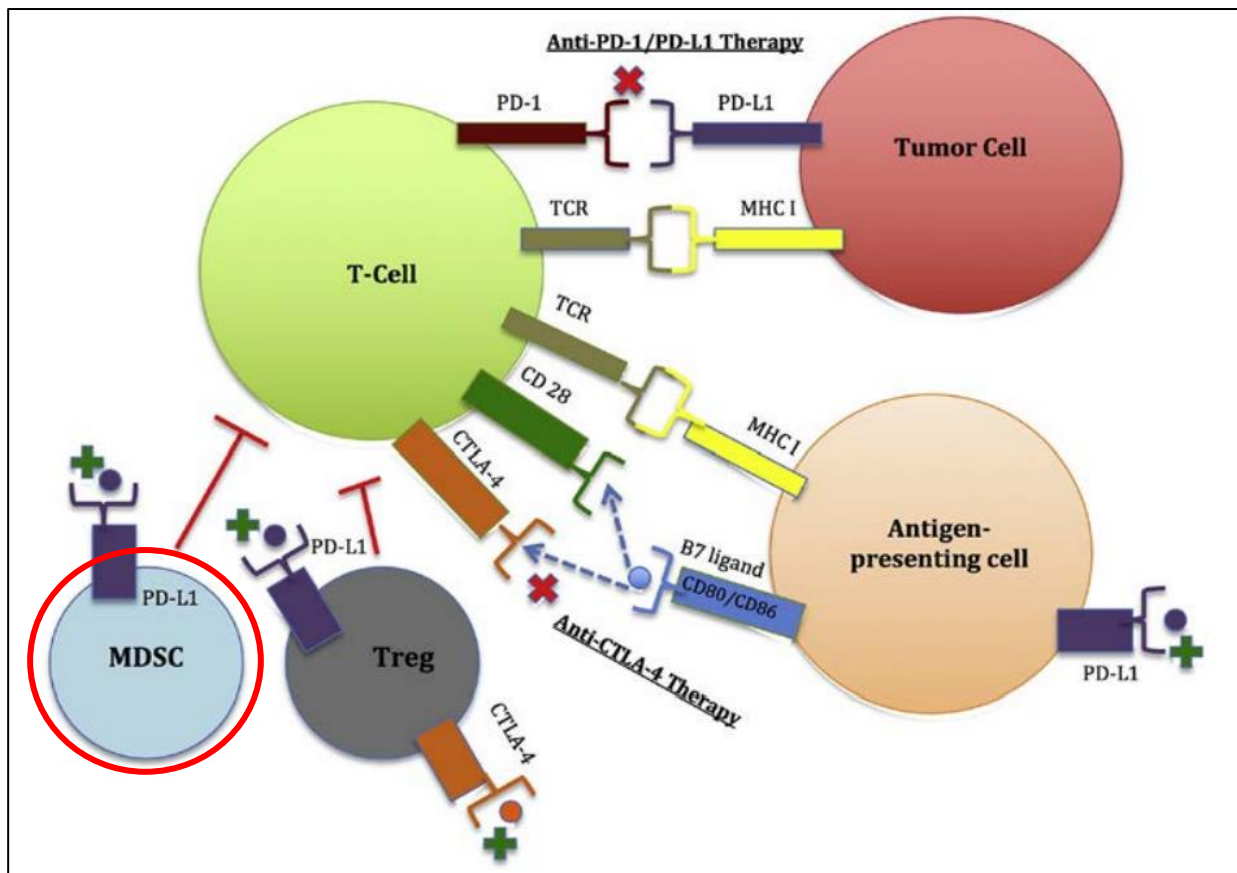 Anti-PD-1/PD-L1 Therapy
PD-1
PD-L1
Tumor Cell
TCR
MHC I
T-Cell
TCR
CD 28
MHC I
CTLA-4
Antigen-
presenting cell
B7 ligand
CD80/CD86
PD-L1
PD-L1
MDSC
Treg
Anti-CTLA-4 Therapy
PD-L1
CTLA-4